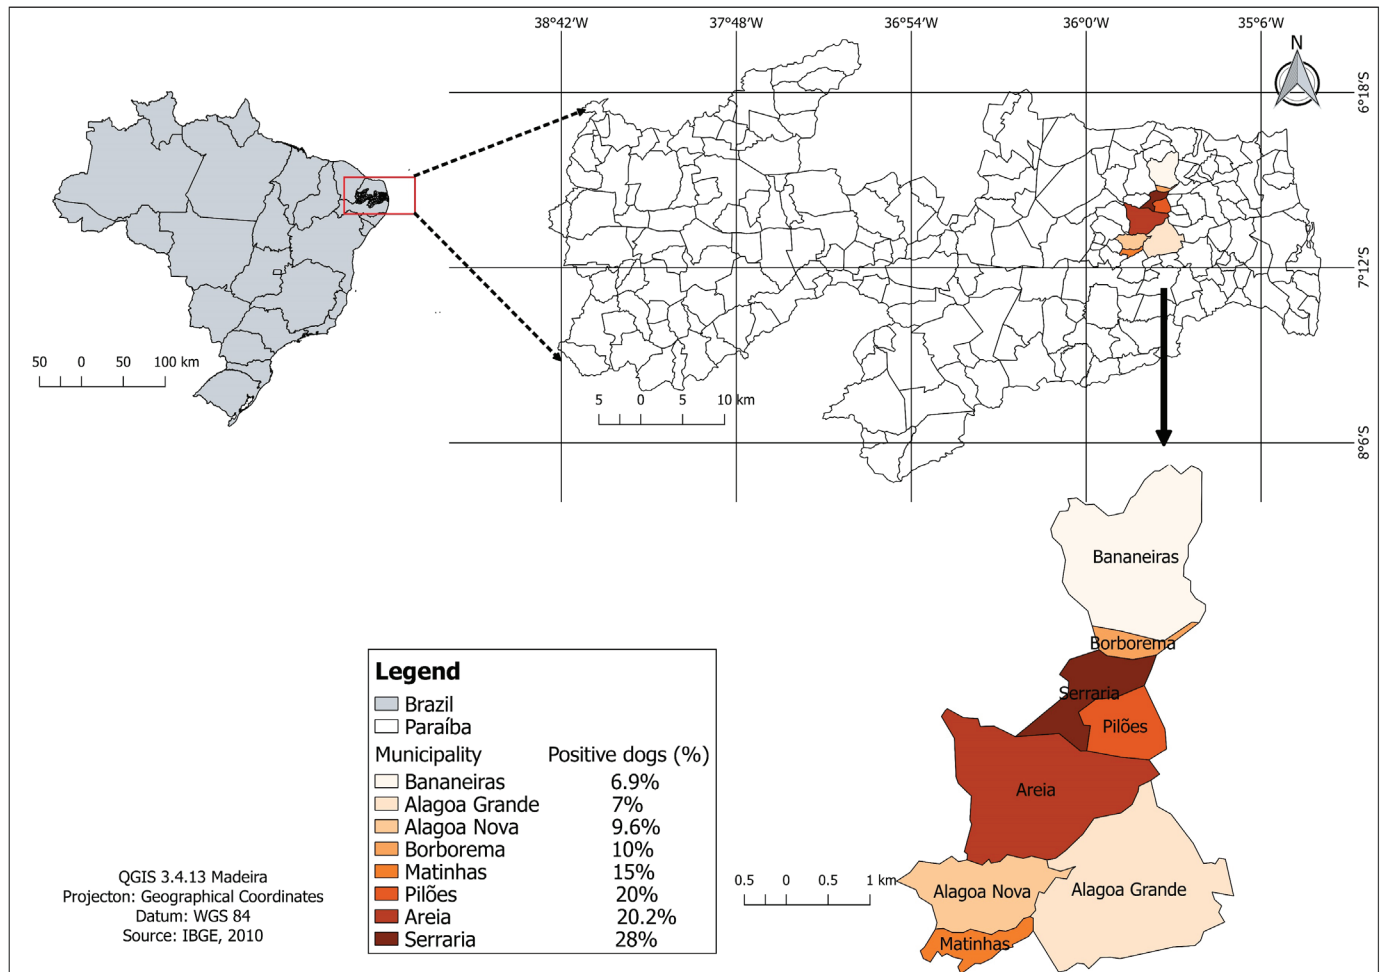 38°42'W 37°48'W 36°54'W 36°0'W 35°6'W
N
6°18'S
7°12'S
8°6'S
50 0 50 100 km
5 0 5 10 km
Bananeiras
Borborema
Serraria
Pilões
Areia
Alagoa Nova
Alagoa Grande
Matinhas
0.5 0 0.5 1 km
Legend
Brazil
Paraíba
Municipality Positive dogs (%)
Bananeiras 6.9%
Alagoa Grande 7%
Alagoa Nova 9.6%
Borborema 10%
Matinhas 15%
Pilões 20%
Areia 20.2%
Serraria 28%
QGIS 3.4.13 Madeira
Projecton: Geographical Coordinates
Datum: WGS 84
Source: IBGE, 2010